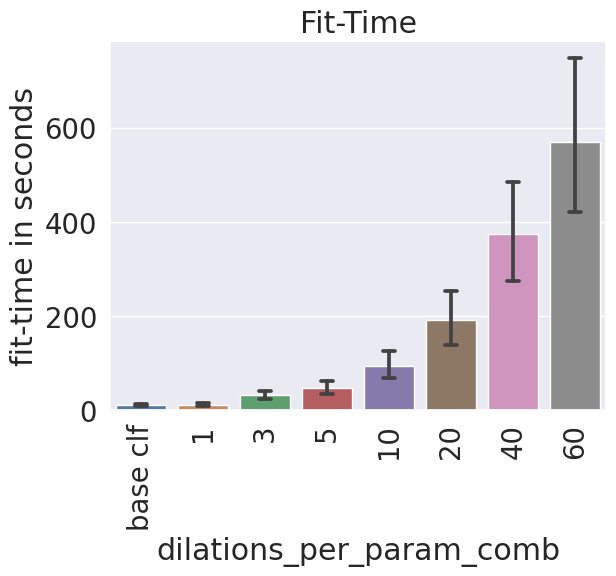 Fit-Time
fit-time in seconds
600
400
200
0
base clf
1
3
5
10
20
40
60
dilations_per_param_comb